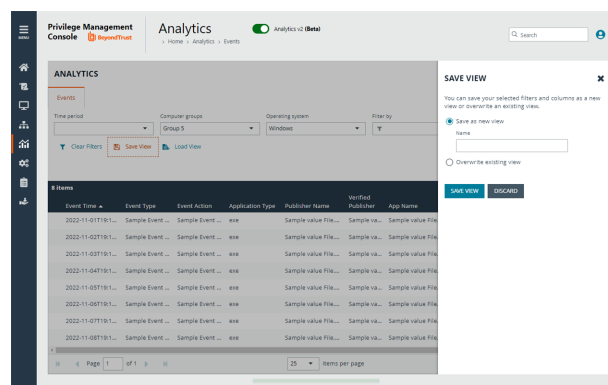 MENU
Privilege Management
Console BeyondTrust
Analytics
› Home › Analytics › Events
Analytics v2 (Beta)
Search
ANALYTICS
Events
Time period
Computer groups
Group 5
Operating system
Windows
Filter by
Clear Filters
Save View
Load View
8 items
Event Time Event Type Event Action Application Type Publisher Name Verified Publisher App Name
2022-11-01T19:1... Sample Event ... Sample Event ... exe Sample value File.... Sample va... Sample value File.
2022-11-02T19:1... Sample Event ... Sample Event ... exe Sample value File.... Sample va... Sample value File.
2022-11-03T19:1... Sample Event ... Sample Event ... exe Sample value File.... Sample va... Sample value File.
2022-11-04T19:1... Sample Event ... Sample Event ... exe Sample value File.... Sample va... Sample value File.
2022-11-05T19:1... Sample Event ... Sample Event ... exe Sample value File.... Sample va... Sample value File.
2022-11-06T19:1... Sample Event ... Sample Event ... exe Sample value File.... Sample va... Sample value File.
2022-11-07T19:1... Sample Event ... Sample Event ... exe Sample value File.... Sample va... Sample value File.
2022-11-08T19:1... Sample Event ... Sample Event ... exe Sample value File.... Sample va... Sample value File.
Page 1 of 1
25 items per page
SAVE VIEW
You can save your selected filters and columns as a new
view or overwrite an existing view.
Save as new view
Name
Overwrite existing view
SAVE VIEW
DISCARD